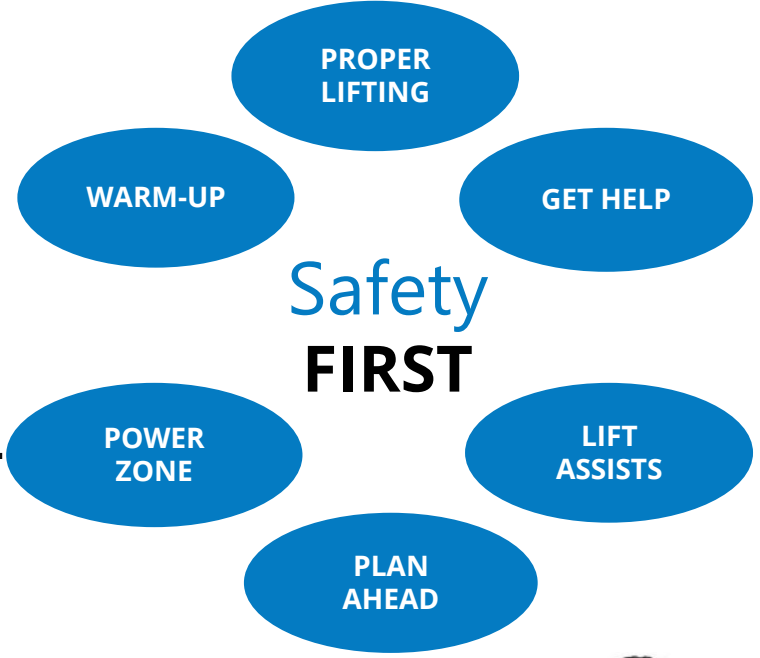 PROPER
LIFTING
WARM-UP
GET HELP
Safety
FIRST
POWER
ZONE
LIFT
ASSISTS
PLAN
AHEAD